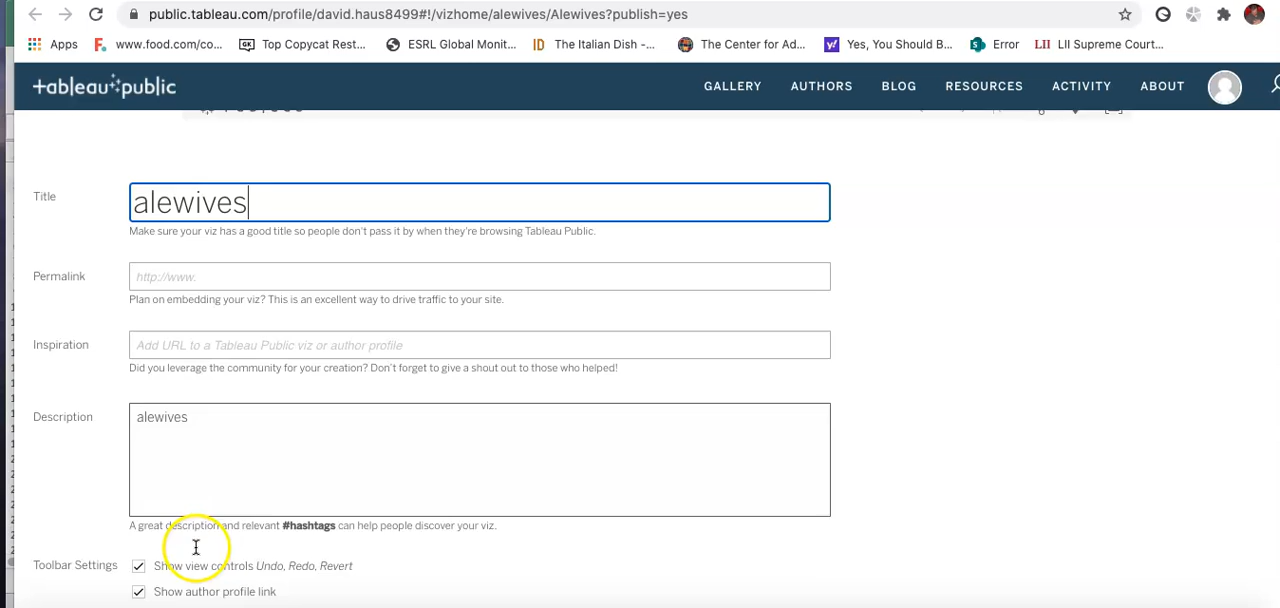 public.tableau.com/profile/david.haus8499#!/vizhome/alewives/Alewives?publish=yes
Apps www.food.com/co... Top Copycat Rest... ESRL Global Monit... The Italian Dish -... The Center for Ad... Yes, You Should B... Error LII LII Supreme Court...
+ableau+public GALLERY AUTHORS BLOG RESOURCES ACTIVITY ABOUT
Title alewives
Make sure your viz has a good title so people don't pass it by when they're browsing Tableau Public.
Permalink http://www.
Plan on embedding your viz? This is an excellent way to drive traffic to your site.
Inspiration Add URL to a Tableau Public viz or author profile
Did you leverage the community for your creation? Don't forget to give a shout out to those who helped!
Description alewives
A great description and relevant #hashtags can help people discover your viz.
Toolbar Settings Show view controls Undo, Redo, Revert
Show author profile link